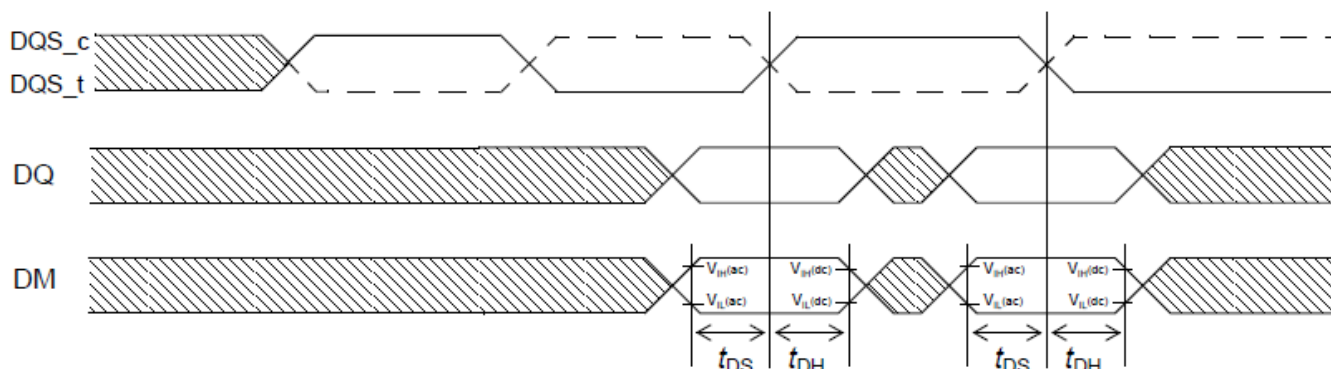 DQS_c
DQS_t
DQ
DM
VIH(ac) VIH(dc) VIH(ac) VIH(dc)
VIL(ac) VIL(dc) VIL(ac) VIL(dc)
tDS tDH tDS tDH